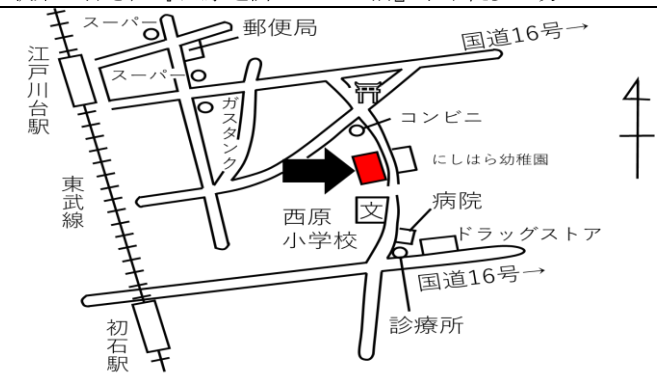 スーパー
郵便局
国道16号→
江戸川台駅
スーパー
ガスタンク
コンビニ
にしはら幼稚園
東武線
文
病院
西原
小学校
ドラッグストア
国道16号→
診療所
初石駅